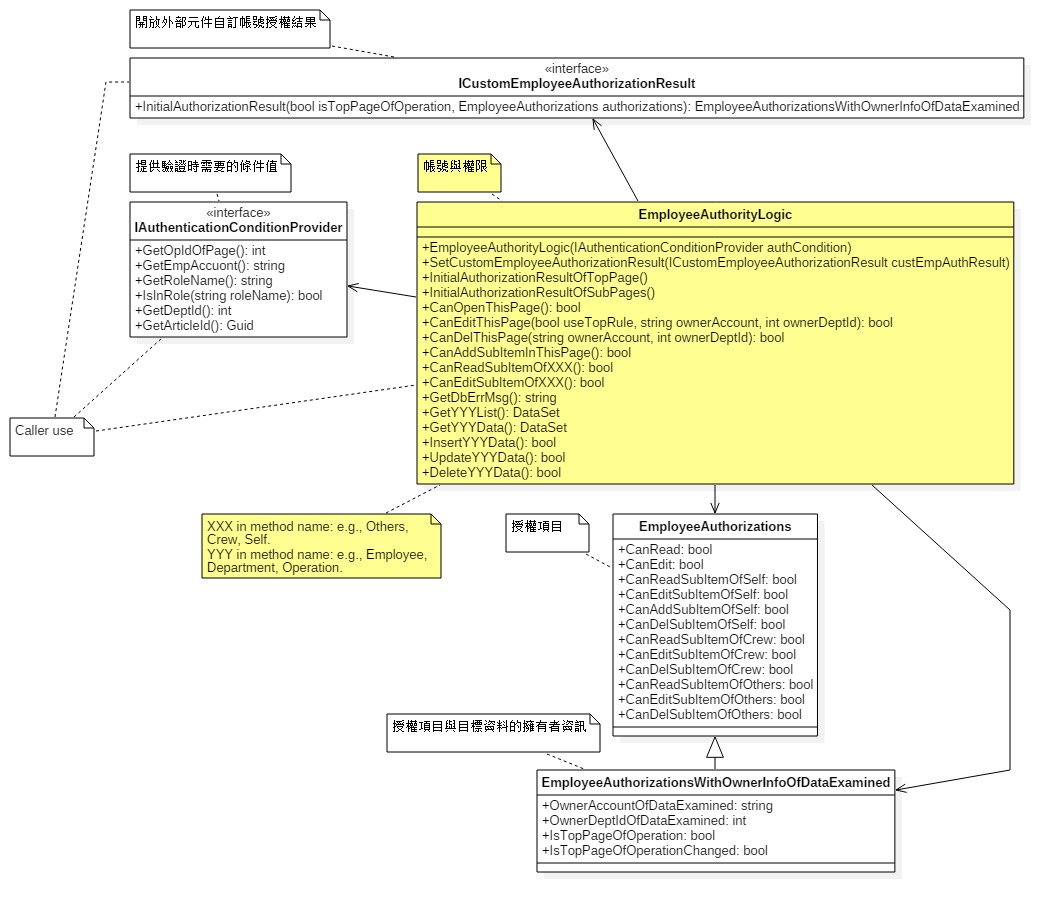 開放外部元件自訂帳號授權結果
«interface»
ICustomEmployeeAuthorizationResult
+InitialAuthorizationResult(bool isTopPageOfOperation, EmployeeAuthorizations authorizations): EmployeeAuthorizationsWithOwnerInfoOfDataExamined
提供驗證時需要的條件值
«interface»
IAuthenticationConditionProvider
+GetOpIdOfPage(): int
+GetEmpAccuont(): string
+GetRoleName(): string
+IsInRole(string roleName): bool
+GetDeptId(): int
+GetArticleId(): Guid
帳號與權限
EmployeeAuthorityLogic
+EmployeeAuthorityLogic(IAuthenticationConditionProvider authCondition)
+SetCustomEmployeeAuthorizationResult(ICustomEmployeeAuthorizationResult custEmpAuthResult)
+InitialAuthorizationResultOfTopPage()
+InitialAuthorizationResultOfSubPages()
+CanOpenThisPage(): bool
+CanEditThisPage(bool useTopRule, string ownerAccount, int ownerDeptId): bool
+CanDelThisPage(string ownerAccount, int ownerDeptId): bool
+CanAddSubItemInThisPage(): bool
+CanReadSubItemOfXXX(): bool
+CanEditSubItemOfXXX(): bool
+GetDbErrMsg(): string
+GetYYYList(): DataSet
+GetYYYData(): DataSet
+InsertYYYData(): bool
+UpdateYYYData(): bool
+DeleteYYYData(): bool
Caller use
XXX in method name: e.g., Others,
Crew, Self.
YYY in method name: e.g., Employee,
Department, Operation.
授權項目
EmployeeAuthorizations
+CanRead: bool
+CanEdit: bool
+CanReadSubItemOfSelf: bool
+CanEditSubItemOfSelf: bool
+CanAddSubItemOfSelf: bool
+CanDelSubItemOfSelf: bool
+CanReadSubItemOfCrew: bool
+CanEditSubItemOfCrew: bool
+CanDelSubItemOfCrew: bool
+CanReadSubItemOfOthers: bool
+CanEditSubItemOfOthers: bool
+CanDelSubItemOfOthers: bool
授權項目與目標資料的擁有者資訊
EmployeeAuthorizationsWithOwnerInfoOfDataExamined
+OwnerAccountOfDataExamined: string
+OwnerDeptIdOfDataExamined: int
+IsTopPageOfOperation: bool
+IsTopPageOfOperationChanged: bool